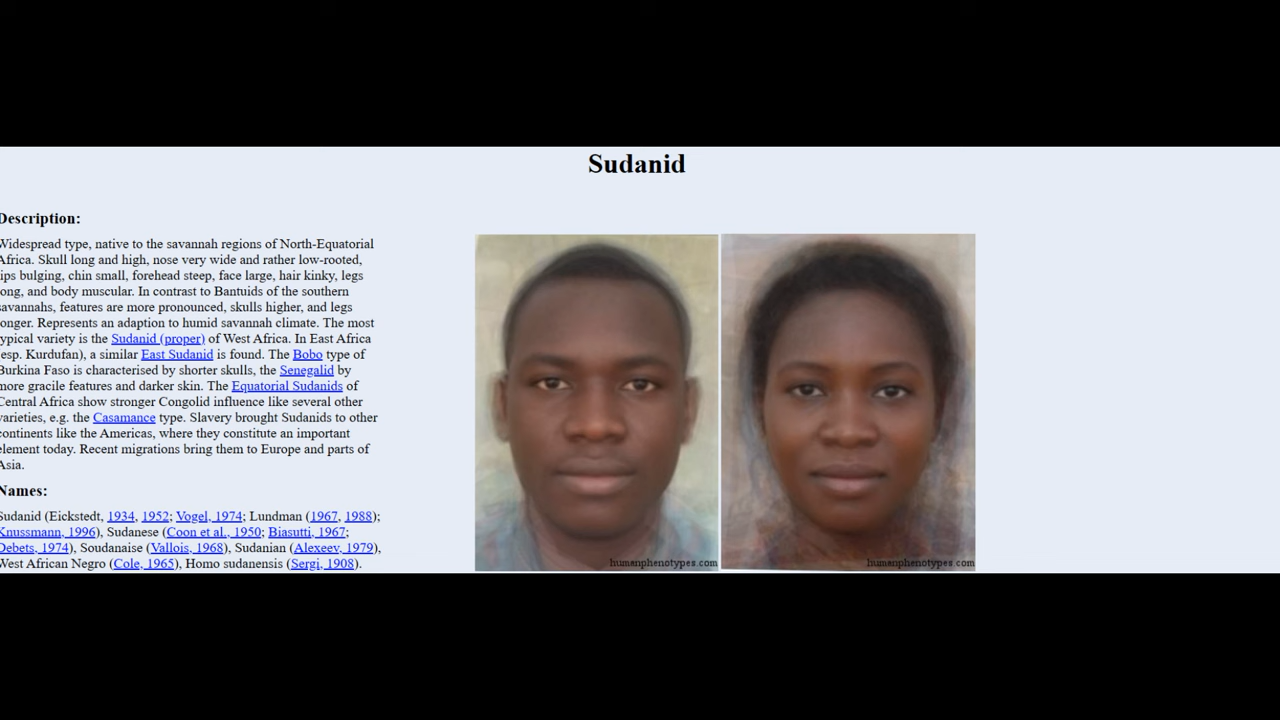 Sudanid
Description:
Widespread type, native to the savannah regions of North-Equatorial
Africa. Skull long and high, nose very wide and rather low-rooted,
ips bulging, chin small, forehead steep, face large, hair kinky, legs
ong, and body muscular. In contrast to Bantuids of the southern
savannahs, features are more pronounced, skulls higher, and legs
onger. Represents an adaption to humid savannah climate. The most
ypical variety is the Sudanid (proper) of West Africa. In East Africa
esp. Kurdufan), a similar East Sudanid is found. The Bobo type of
Burkina Faso is characterised by shorter skulls, the Senegalid by
more gracile features and darker skin. The Equatorial Sudanids of
Central Africa show stronger Congolid influence like several other
varieties, e.g. the Casamance type. Slavery brought Sudanids to other
continents like the Americas, where they constitute an important
element today. Recent migrations bring them to Europe and parts of
Asia.
Names:
Sudanid (Eickstedt, 1934, 1952; Vogel, 1974; Lundman (1967, 1988);
Knussmann, 1996), Sudanese (Coon et al., 1950; Biasutti, 1967;
Debets, 1974), Soudanaise (Vallois, 1968), Sudanian (Alexeev, 1979),
West African Negro (Cole, 1965), Homo sudanensis (Sergi, 1908).
humanphenotypes.com
humanphenotypes.com